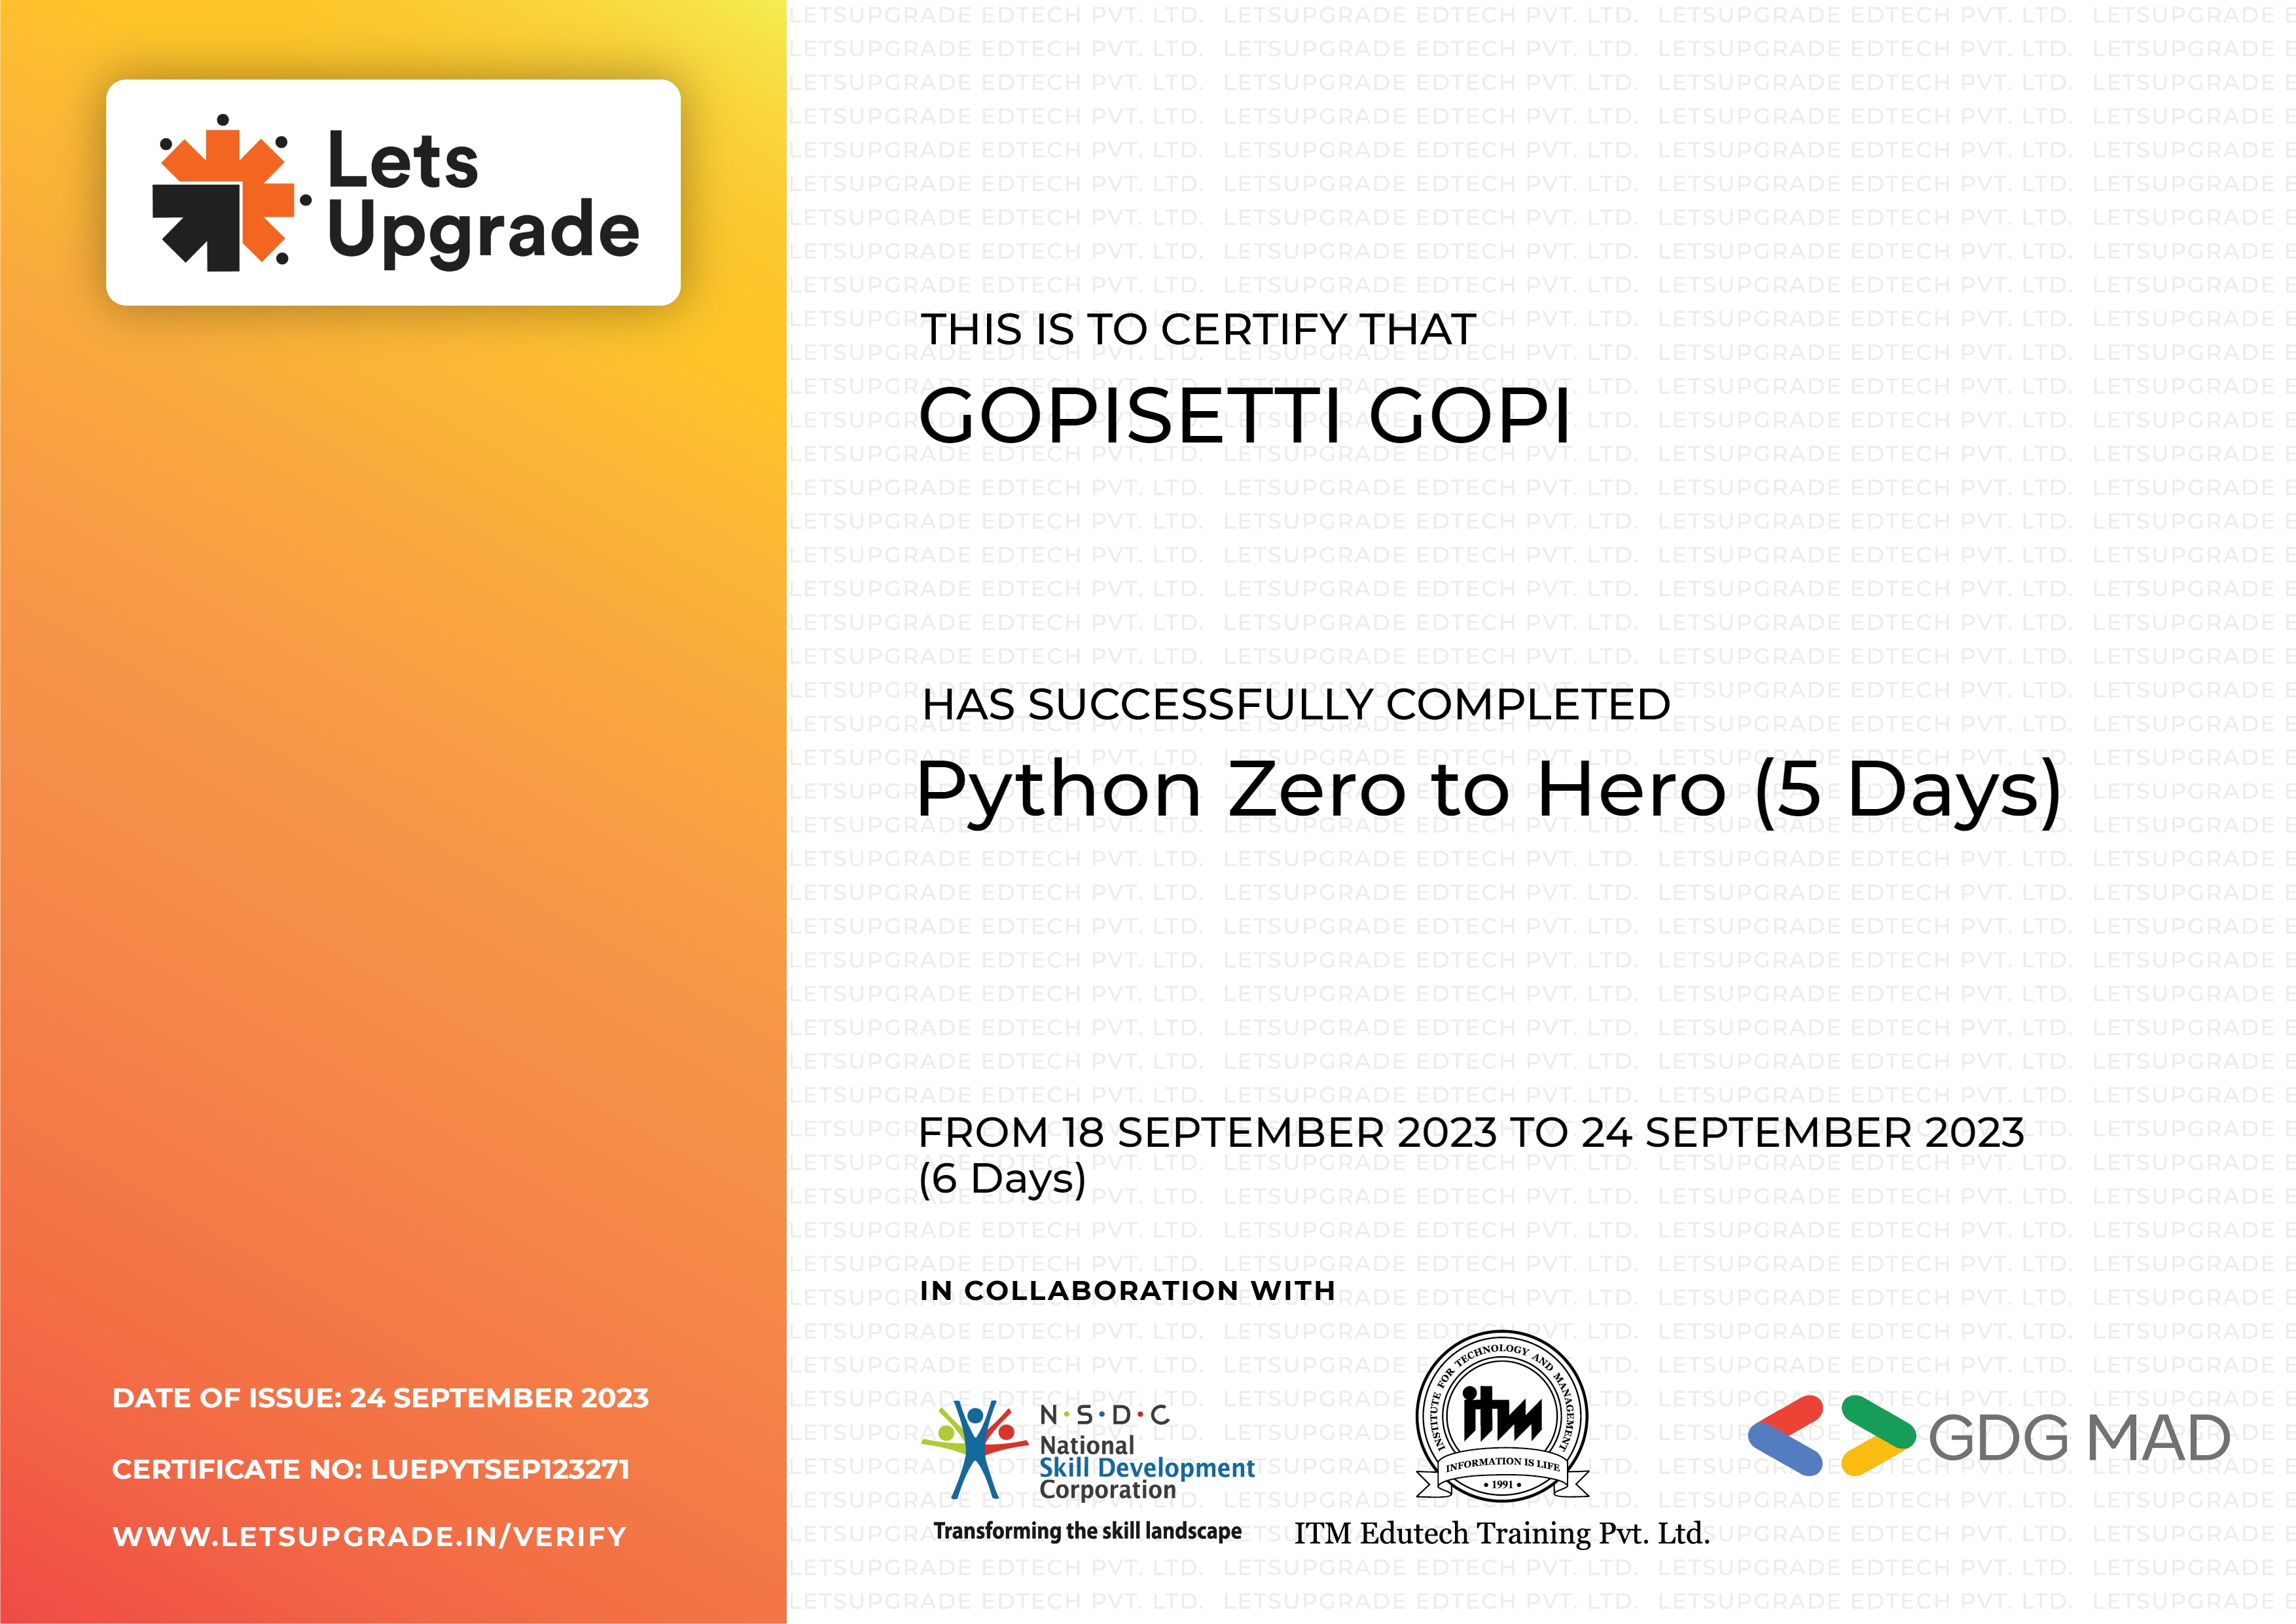 Lets
Upgrade
THIS IS TO CERTIFY THAT
GOPISETTI GOPI
HAS SUCCESSFULLY COMPLETED
Python Zero to Hero (5 Days)
FROM 18 SEPTEMBER 2023 TO 24 SEPTEMBER 2023
(6 Days)
IN COLLABORATION WITH
N·S·D·C
National
Skill Development
Corporation
Transforming the skill landscape
INSTITUTE FOR TECHNOLOGY AND MANAGEMENT
itm
INFORMATION IS LIFE
• 1991 •
ITM Edutech Training Pvt. Ltd.
GDG MAD
DATE OF ISSUE: 24 SEPTEMBER 2023
CERTIFICATE NO: LUEPYTSEP123271
WWW.LETSUPGRADE.IN/VERIFY
LETSUPGRADE EDTECH PVT. LTD.